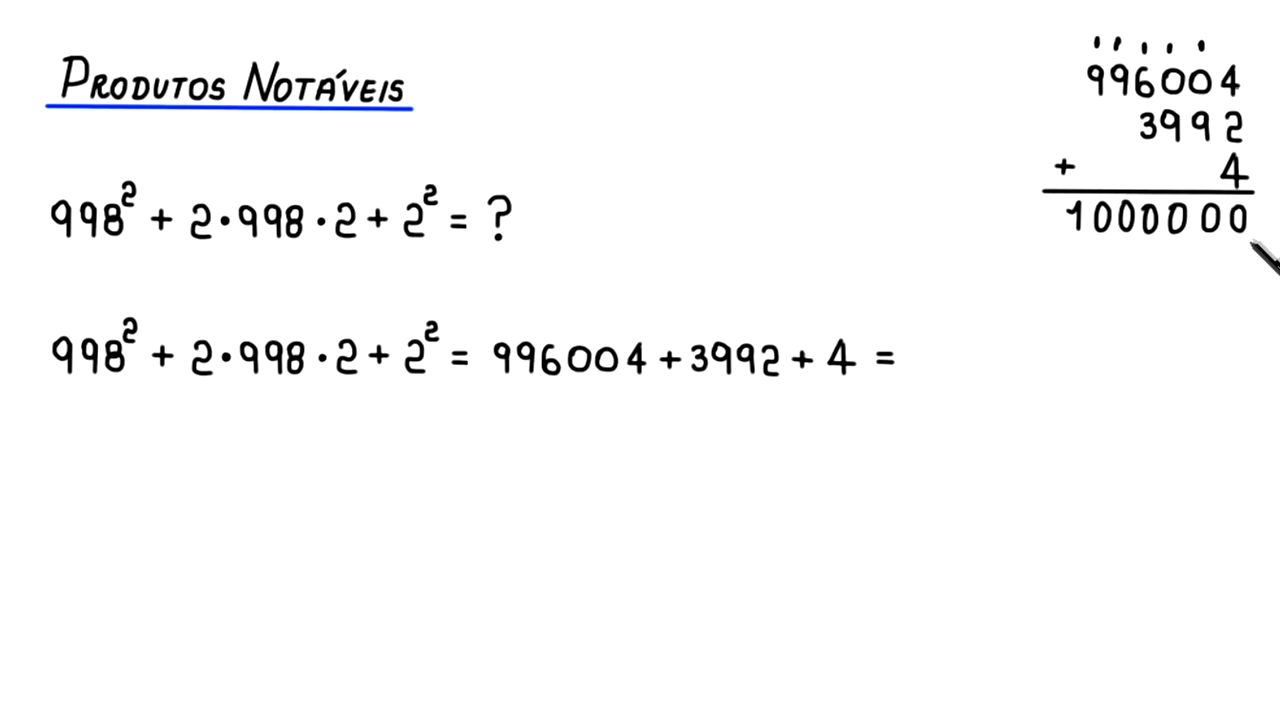 PRODUTOS NOTÁVEIS
998² + 2·998·2 + 2² = ?
998² + 2·998·2 + 2² = 996004 + 3992 + 4 =
996004
3992
+ 4
1000000